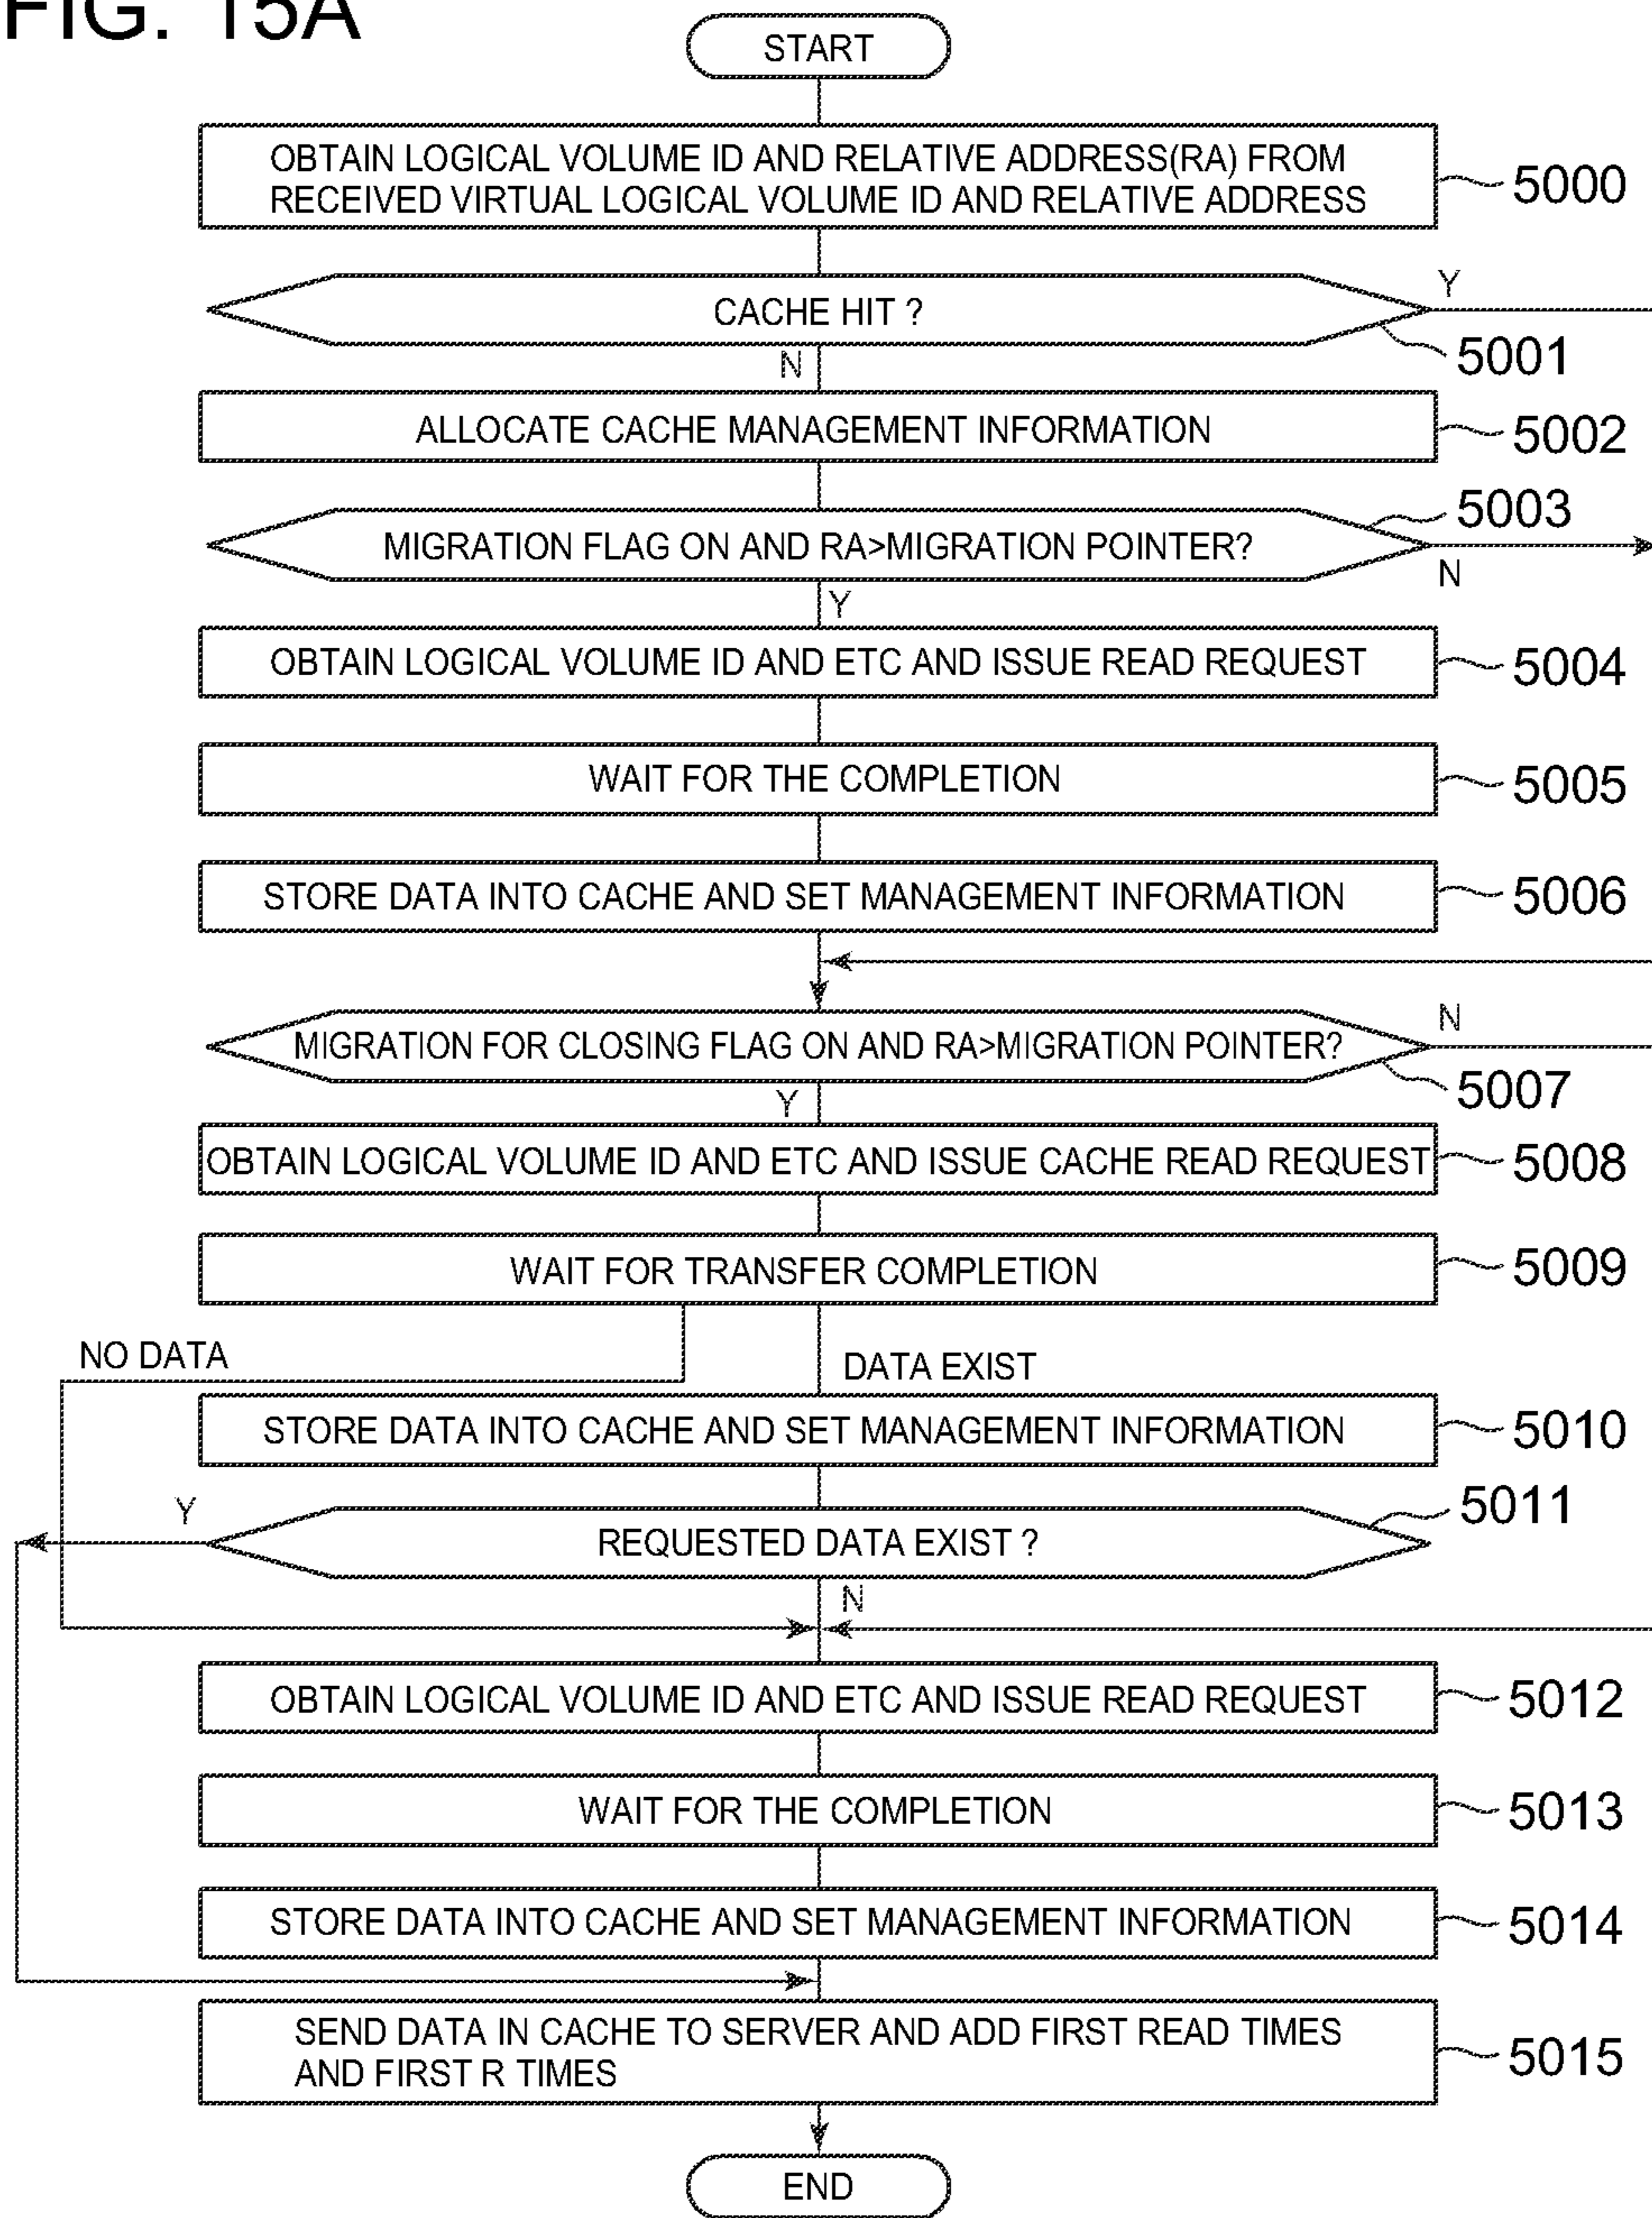 FIG. 15A
START
OBTAIN LOGICAL VOLUME ID AND RELATIVE ADDRESS(RA) FROM
RECEIVED VIRTUAL LOGICAL VOLUME ID AND RELATIVE ADDRESS
5000
CACHE HIT ?
Y
5001
N
ALLOCATE CACHE MANAGEMENT INFORMATION
5002
5003
MIGRATION FLAG ON AND RA>MIGRATION POINTER?
N
Y
OBTAIN LOGICAL VOLUME ID AND ETC AND ISSUE READ REQUEST
5004
WAIT FOR THE COMPLETION
5005
STORE DATA INTO CACHE AND SET MANAGEMENT INFORMATION
5006
MIGRATION FOR CLOSING FLAG ON AND RA>MIGRATION POINTER?
N
5007
Y
OBTAIN LOGICAL VOLUME ID AND ETC AND ISSUE CACHE READ REQUEST
5008
WAIT FOR TRANSFER COMPLETION
5009
NO DATA
DATA EXIST
STORE DATA INTO CACHE AND SET MANAGEMENT INFORMATION
5010
Y
5011
REQUESTED DATA EXIST ?
N
OBTAIN LOGICAL VOLUME ID AND ETC AND ISSUE READ REQUEST
5012
WAIT FOR THE COMPLETION
5013
STORE DATA INTO CACHE AND SET MANAGEMENT INFORMATION
5014
SEND DATA IN CACHE TO SERVER AND ADD FIRST READ TIMES
AND FIRST R TIMES
5015
END